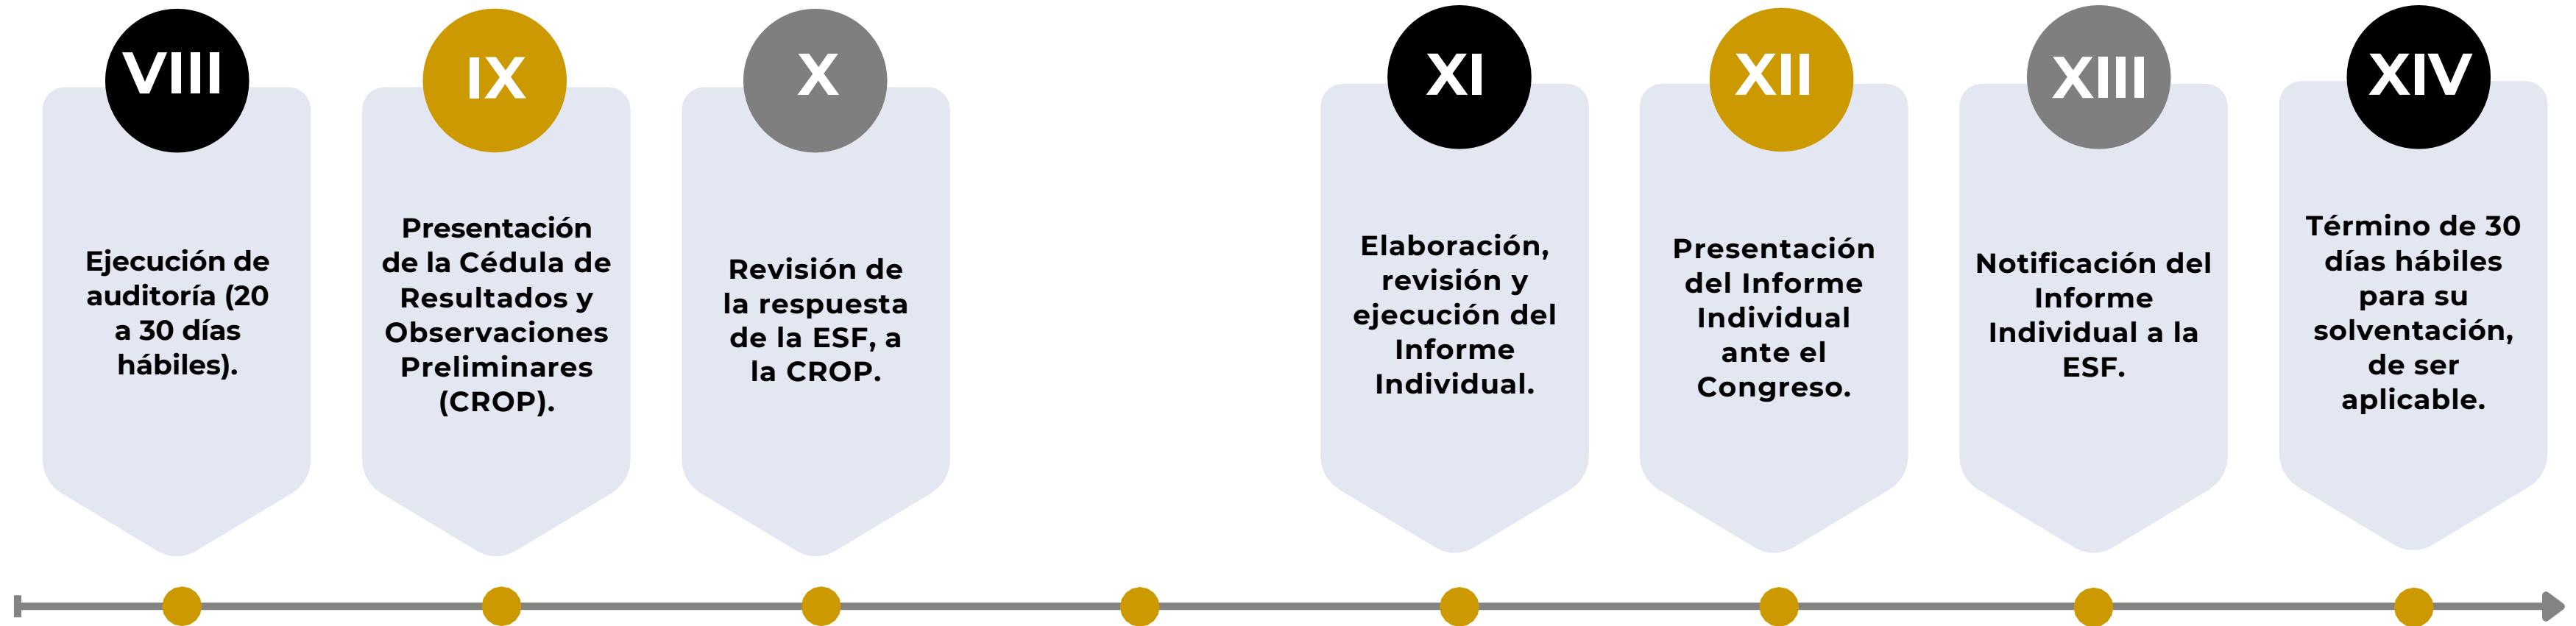 VIII
Ejecución de
auditoría (20
a 30 días
hábiles).
IX
Presentación
de la Cédula de
Resultados y
Observaciones
Preliminares
(CROP).
X
Revisión de
la respuesta
de la ESF, a
la CROP.
XI
Elaboración,
revisión y
ejecución del
Informe
Individual.
XII
Presentación
del Informe
Individual
ante el
Congreso.
XIII
Notificación del
Informe
Individual a la
ESF.
XIV
Término de 30
días hábiles
para su
solventación,
de ser
aplicable.